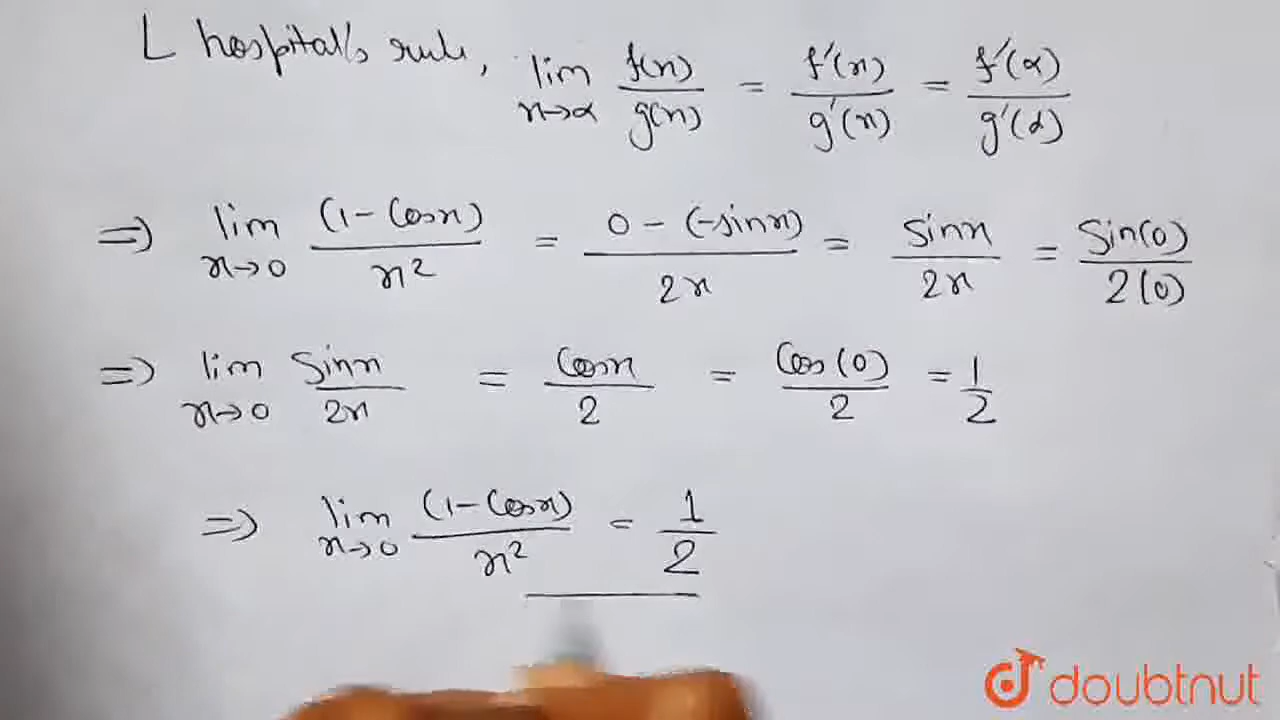 L hospital's rule, lim x→α f(x)/g(x) = f'(x)/g'(x) = f'(α)/g'(α)
⇒ lim x→0 (1-Cosx)/x² = 0-(-sinx)/2x = sinx/2x = Sin(0)/2(0)
⇒ lim x→0 Sinx/2x = Cosx/2 = Cos(0)/2 = 1/2
⇒ lim x→0 (1-Cosx)/x² = 1/2
doubtnut